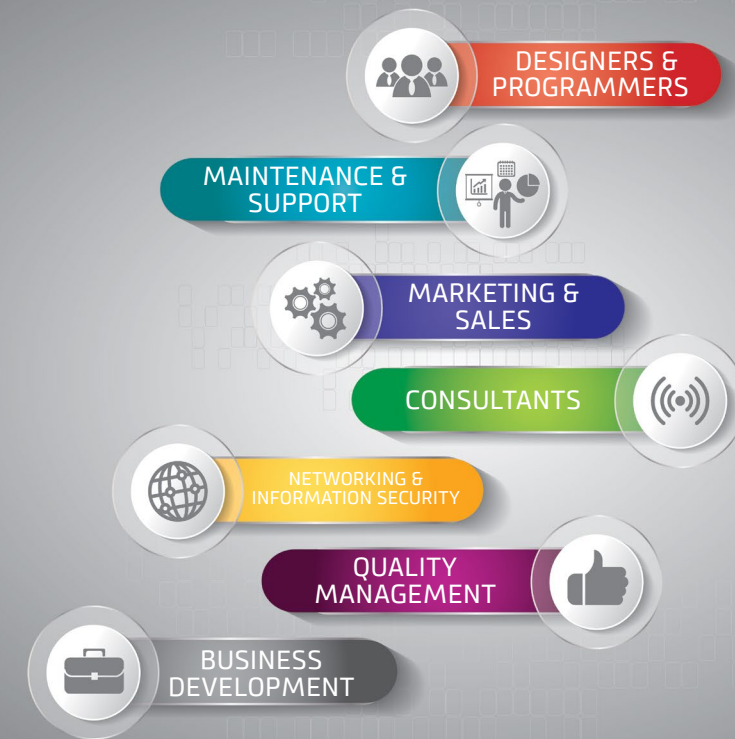 DESIGNERS &
PROGRAMMERS
MAINTENANCE &
SUPPORT
MARKETING &
SALES
CONSULTANTS
NETWORKING &
INFORMATION SECURITY
QUALITY
MANAGEMENT
BUSINESS
DEVELOPMENT